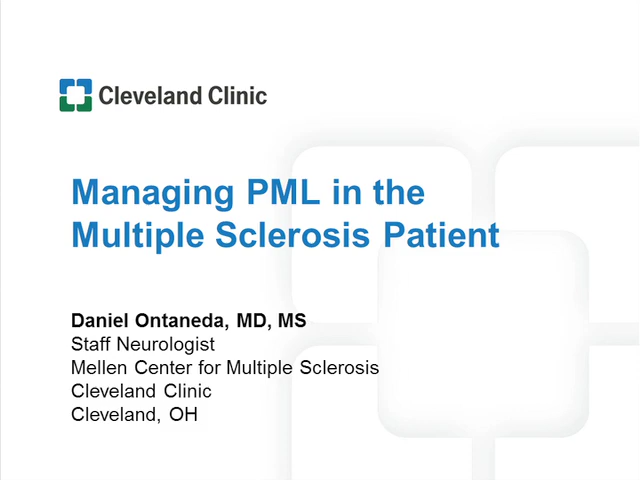 Cleveland Clinic
Managing PML in the
Multiple Sclerosis Patient
Daniel Ontaneda, MD, MS
Staff Neurologist
Mellen Center for Multiple Sclerosis
Cleveland Clinic
Cleveland, OH